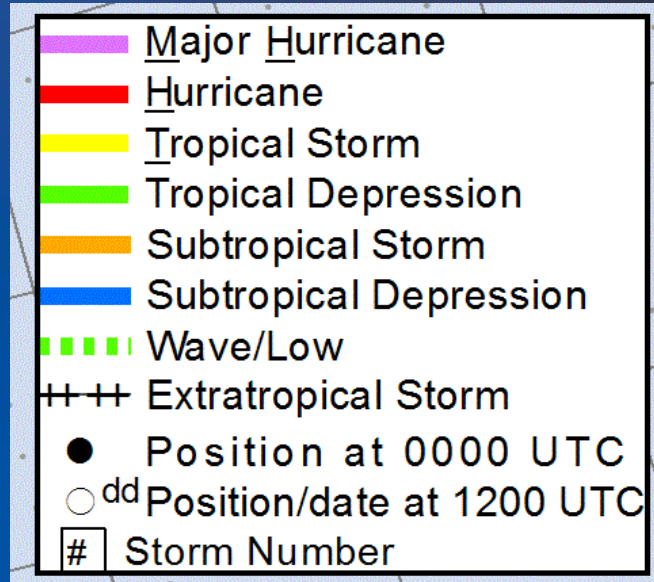 Major Hurricane
Hurricane
Tropical Storm
Tropical Depression
Subtropical Storm
Subtropical Depression
Wave/Low
Extratropical Storm
Position at 0000 UTC
dd Position/date at 1200 UTC
# Storm Number